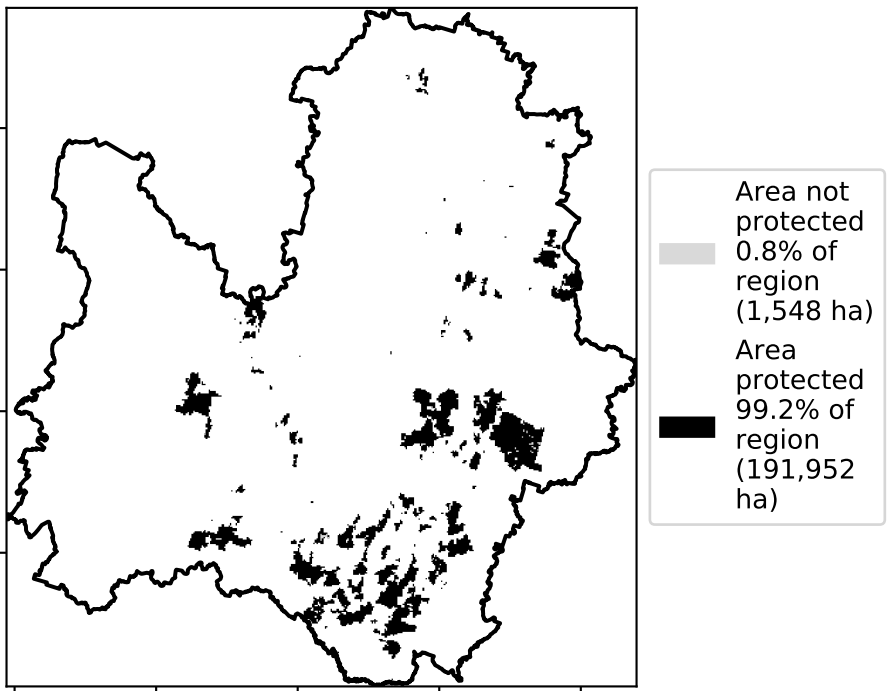 Area not
protected
0.8% of
region
(1,548 ha)
Area
protected
99.2% of
region
(191,952
ha)